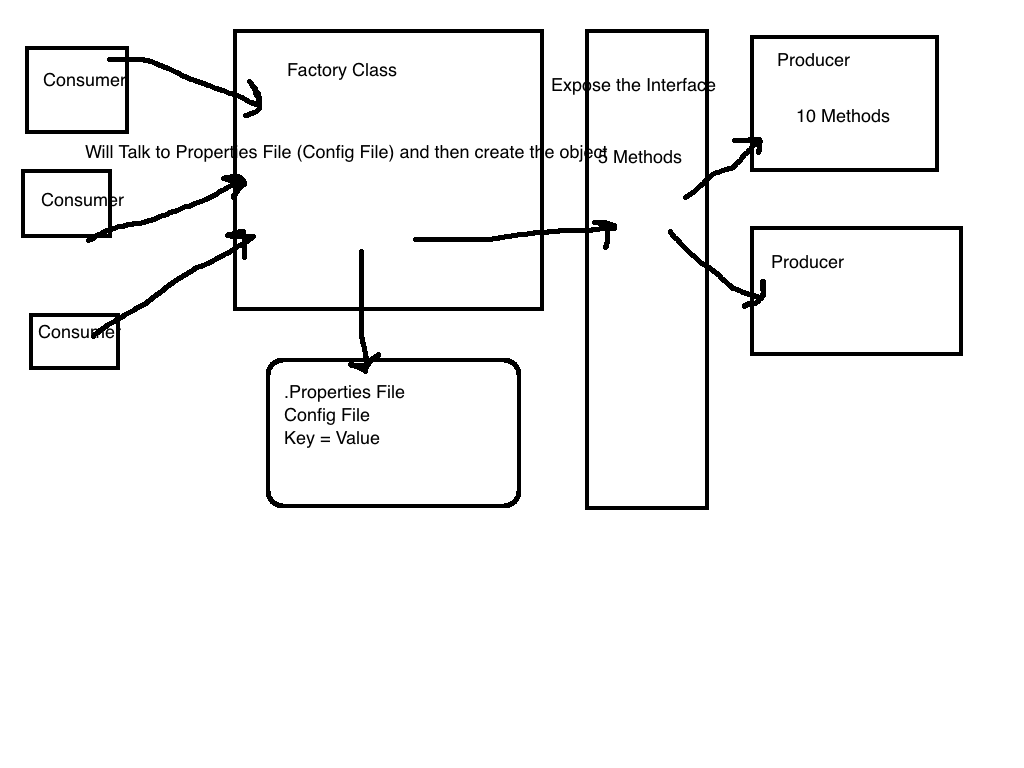 Consumer
Factory Class
Expose the Interface
Producer
10 Methods
Will Talk to Properties File (Config File) and then create the object
5 Methods
Consumer
Producer
Consumer
.Properties File
Config File
Key = Value